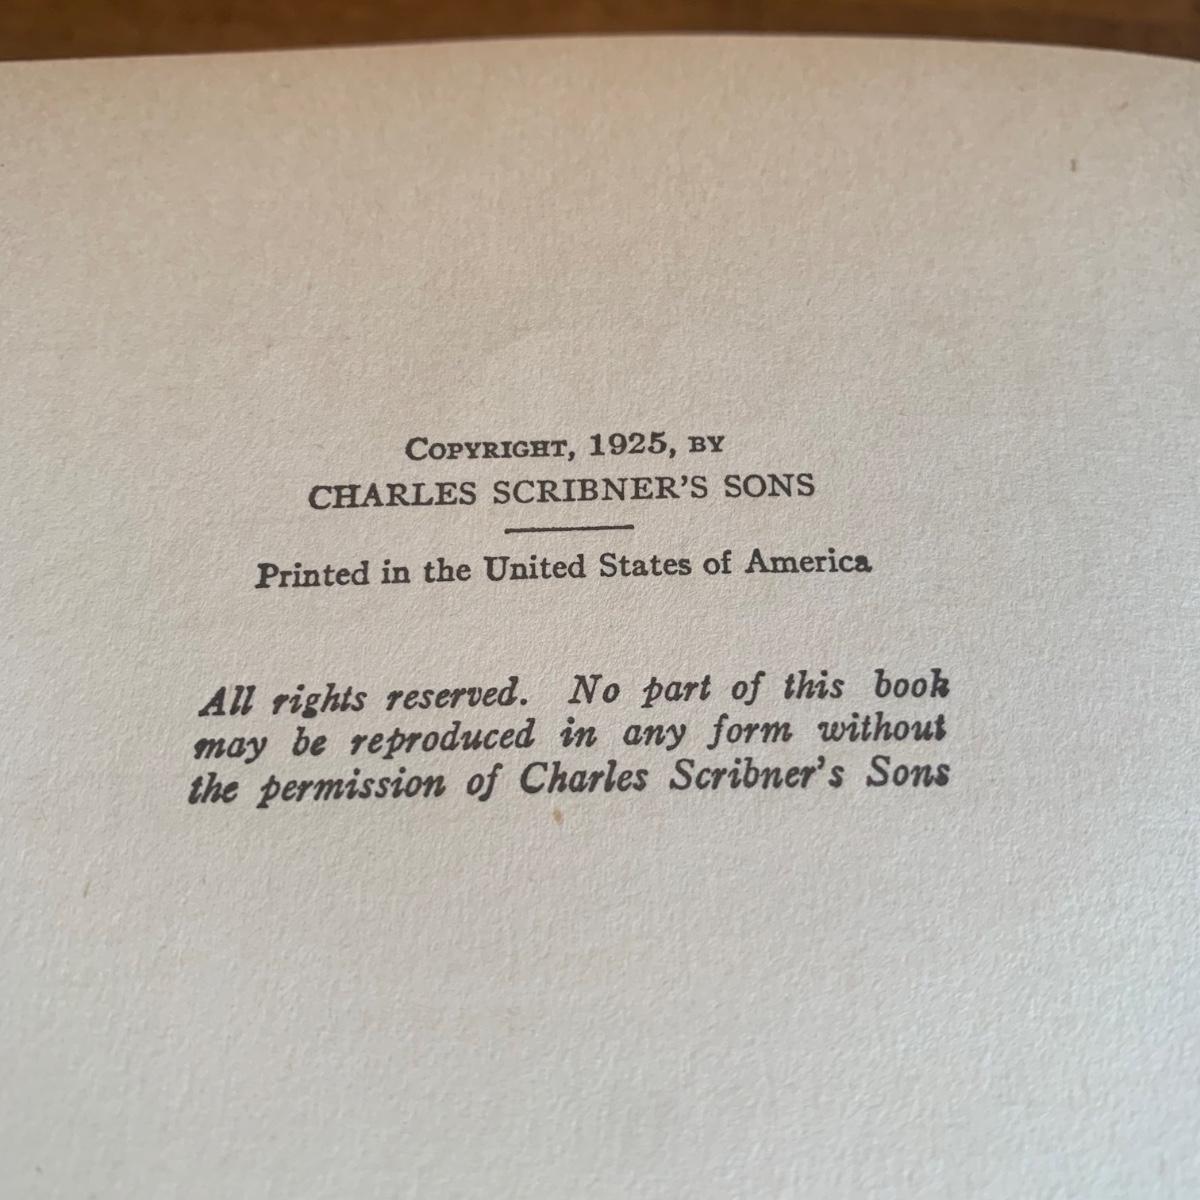 COPYRIGHT, 1925, BY
CHARLES SCRIBNER'S SONS
Printed in the United States of America
All rights reserved. No part of this book
may be reproduced in any form without
the permission of Charles Scribner's Sons